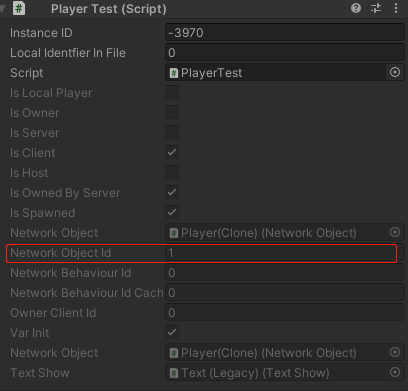 # Player Test (Script)
Instance ID -3970
Local Identfier In File 0
Script # PlayerTest
Is Local Player
Is Owner
Is Server
Is Client
Is Host
Is Owned By Server
Is Spawned
Network Object # Player(Clone) (Network Object)
Network Object Id 1
Network Behaviour Id 0
Network Behaviour Id Cach 0
Owner Client Id 0
Var Init
Network Object # Player(Clone) (Network Object)
Text Show # Text (Legacy) (Text Show)